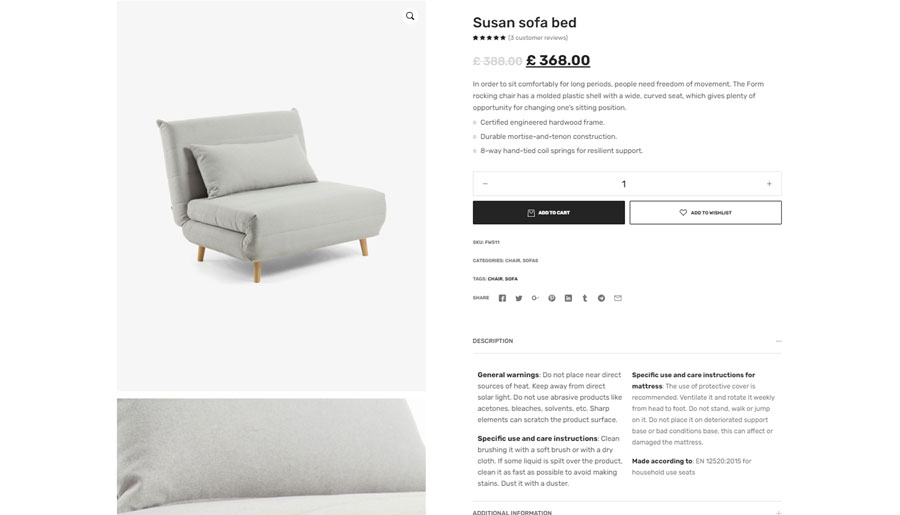 Susan sofa bed
(3 customer reviews)
£ 388.00 £ 368.00
In order to sit comfortably for long periods, people need freedom of movement. The Form
rocking chair has a molded plastic shell with a wide, curved seat, which gives plenty of
opportunity for changing one's sitting position.
Certified engineered hardwood frame.
Durable mortise-and-tenon construction.
8-way hand-tied coil springs for resilient support.
− 1 +
ADD TO CART
ADD TO WISHLIST
SKU: FW511
CATEGORIES: CHAIR, SOFAS
TAGS: CHAIR, SOFA
SHARE
DESCRIPTION
General warnings: Do not place near direct
sources of heat. Keep away from direct
solar light. Do not use abrasive products like
acetones, bleaches, solvents, etc. Sharp
elements can scratch the product surface.
Specific use and care instructions: Clean
brushing it with a soft brush or with a dry
cloth. If some liquid is spilt over the product,
clean it as fast as possible to avoid making
stains. Dust it with a duster.
Specific use and care instructions for
mattress: The use of protective cover is
recommended. Ventilate it and rotate it weekly
from head to foot. Do not stand, walk or jump
on it. Do not place it on deteriorated support
base or bad conditions base, this can affect or
damaged the mattress.
Made according to: EN 12520:2015 for
household use seats
ADDITIONAL INFORMATION